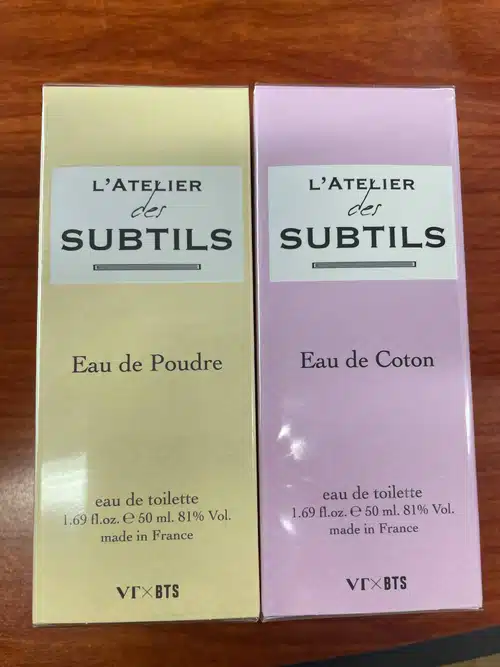 L'ATELIER
des
SUBTILS
Eau de Poudre
eau de toilette
1.69 fl.oz. ℮ 50 ml. 81% Vol.
made in France
VT×BTS
L'ATELIER
des
SUBTILS
Eau de Coton
eau de toilette
1.69 fl.oz. ℮ 50 ml. 81% Vol.
made in France
VT×BTS